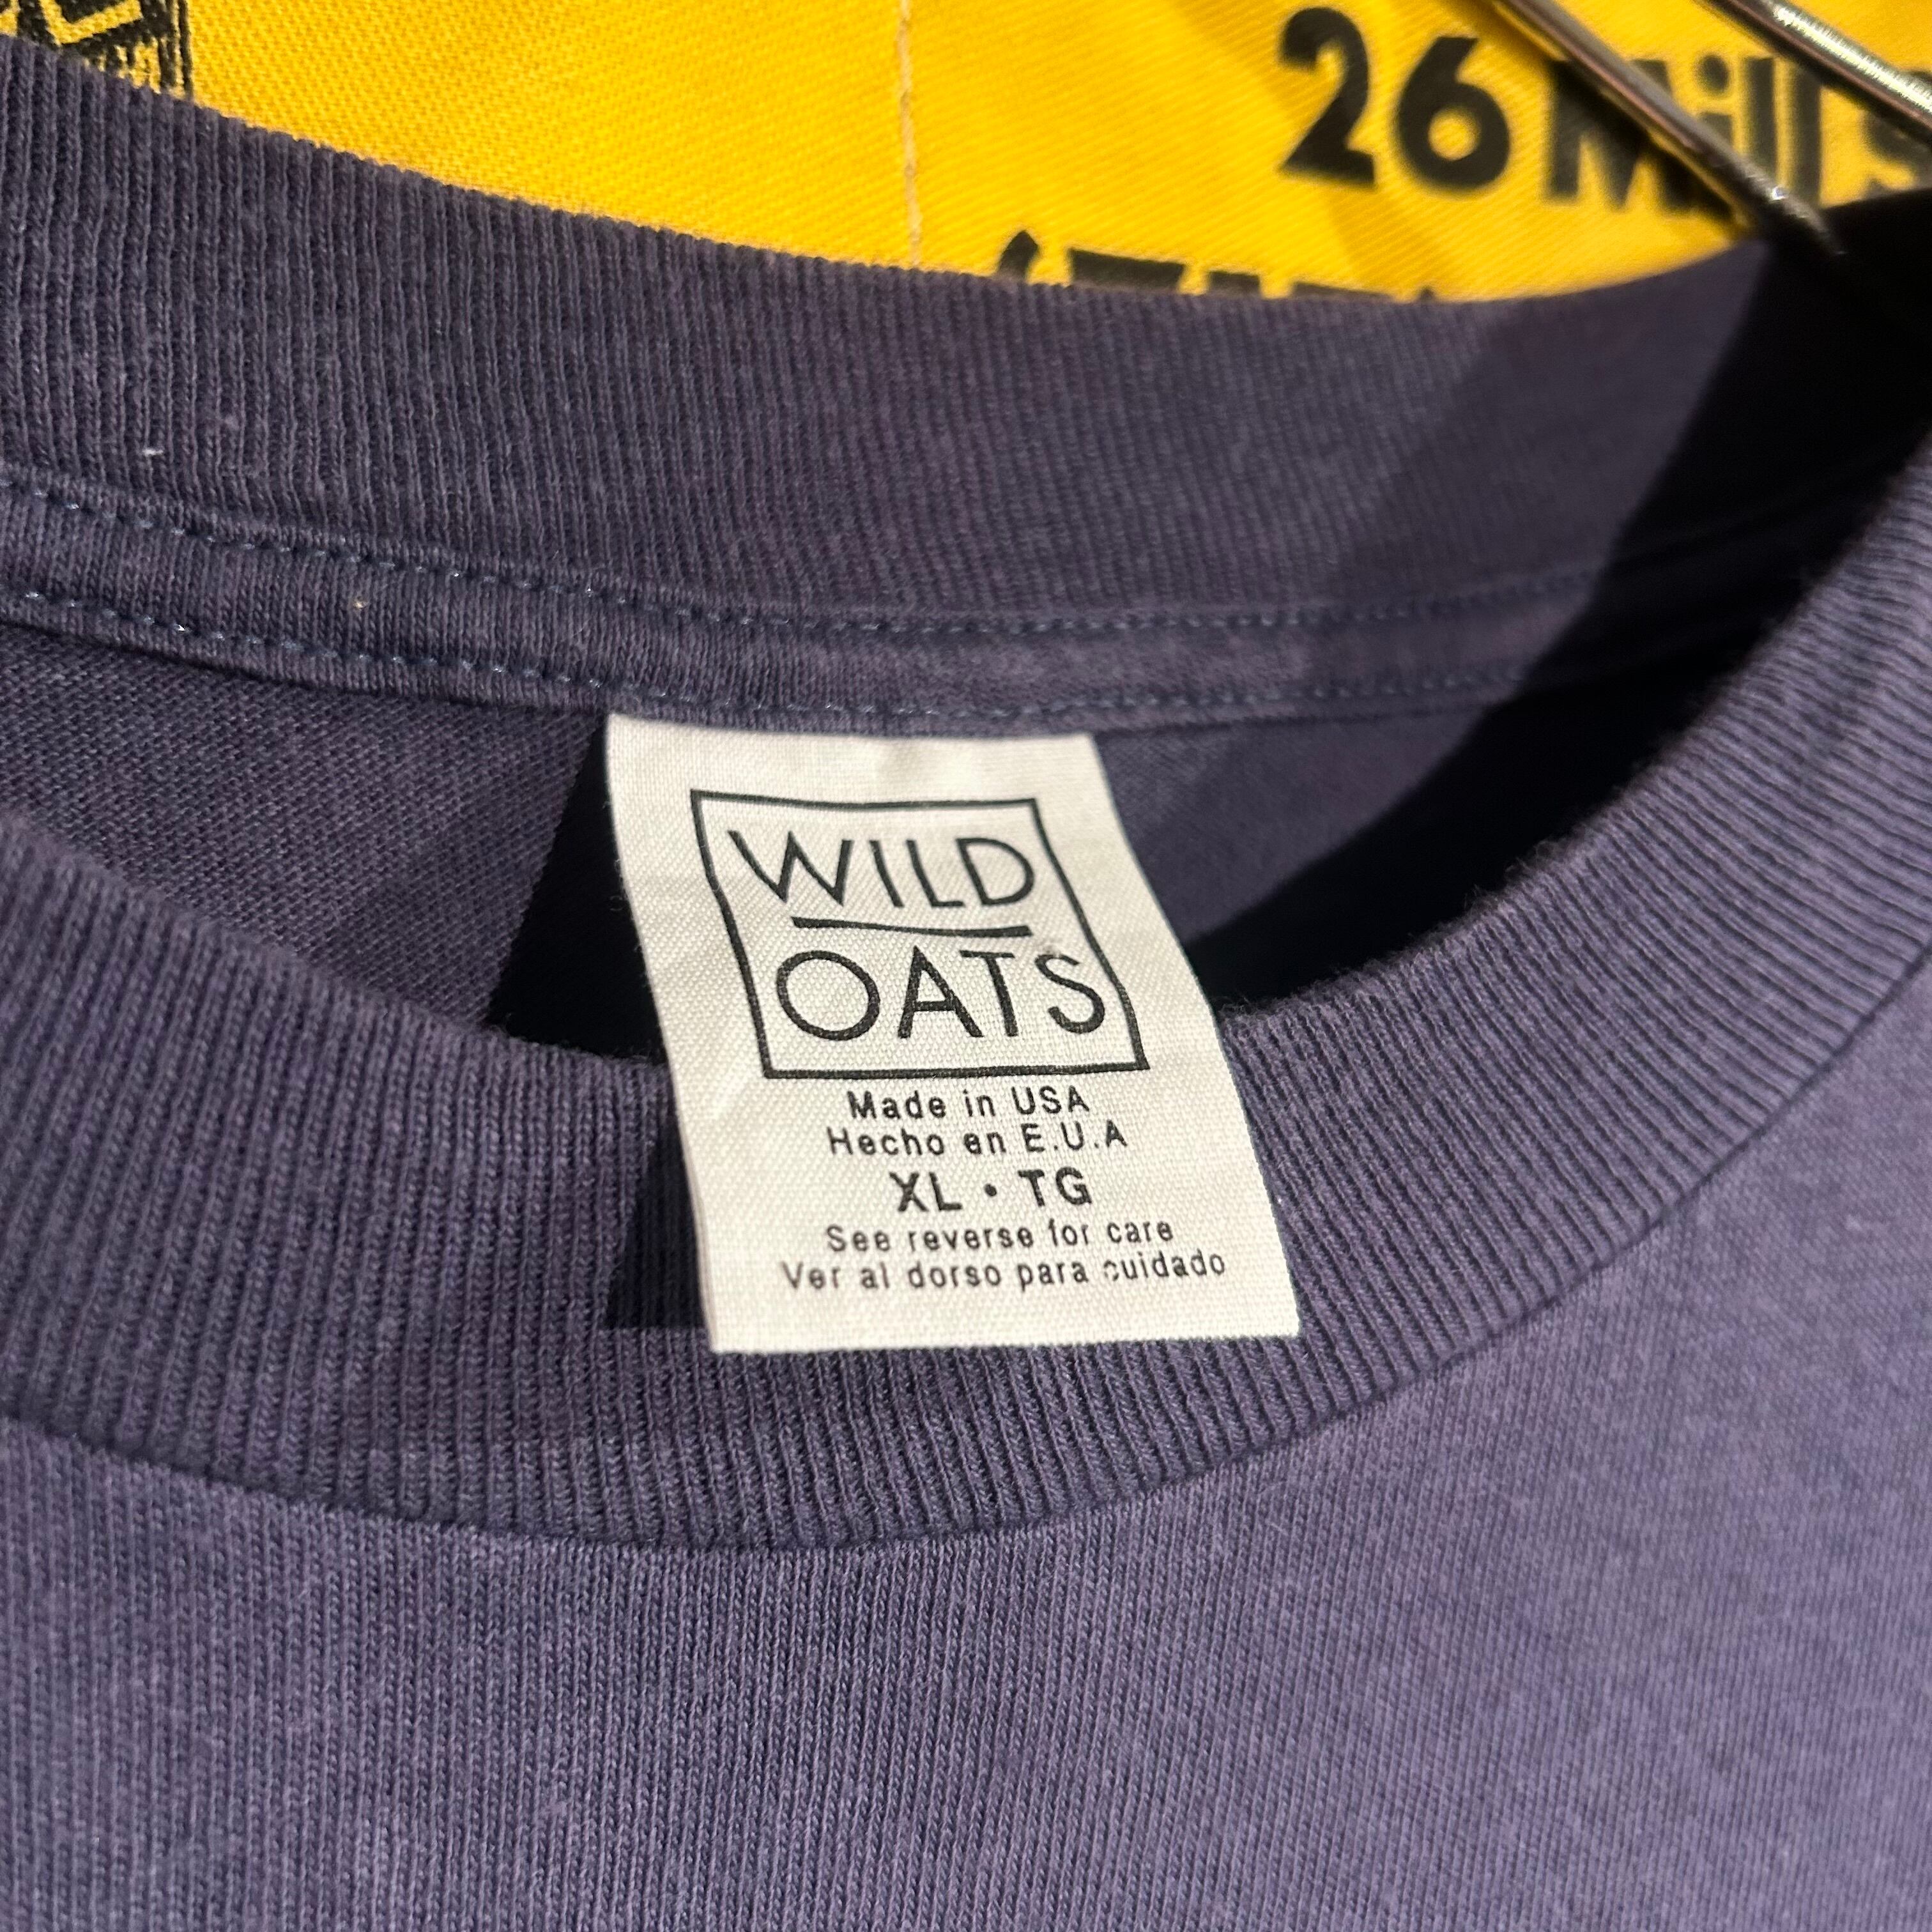 26 Mill S
WILD
OATS
Made in USA
Hecho en E.U.A
XL • TG
See reverse for care
Ver al dorso para cuidado